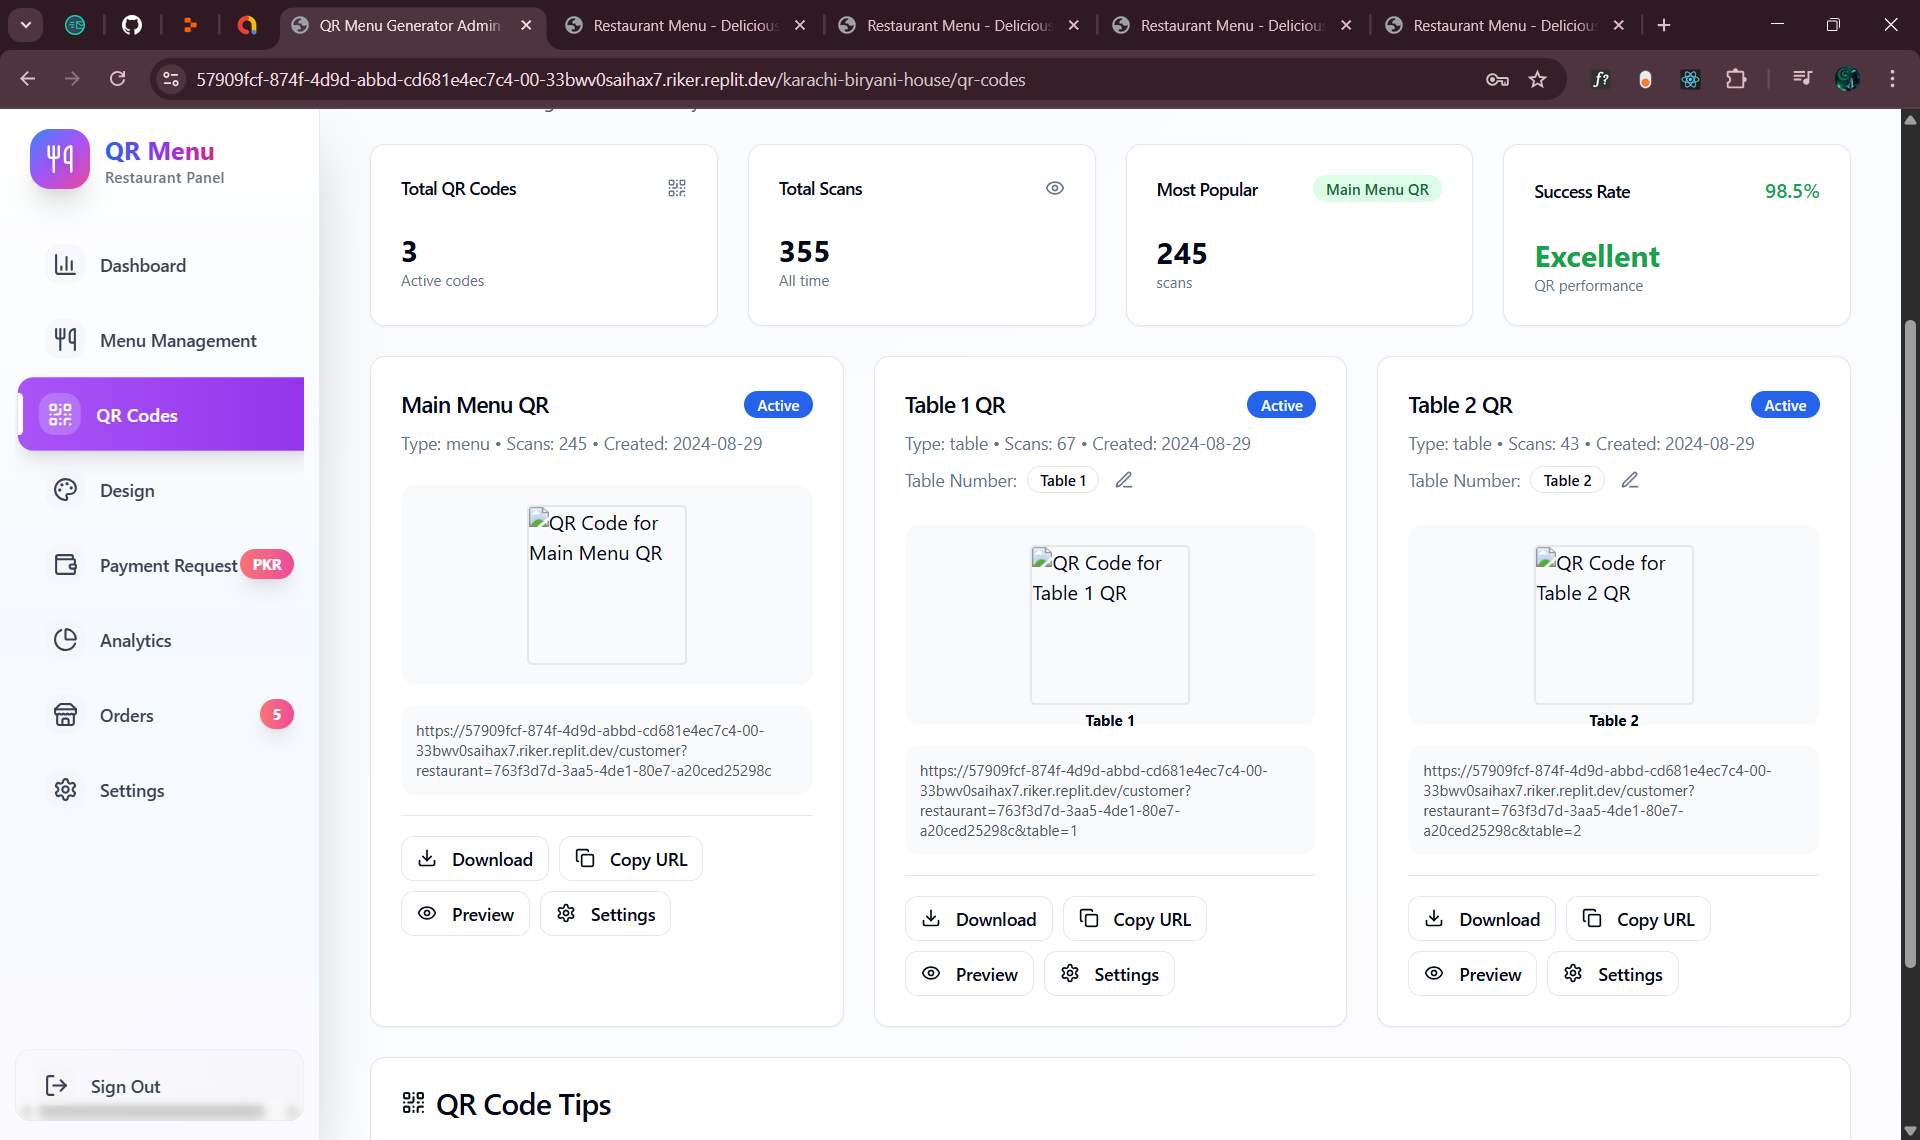 QR Menu Generator Admin
Restaurant Menu - Delicious
Restaurant Menu - Delicious
Restaurant Menu - Delicious
Restaurant Menu - Delicious
57909fcf-874f-4d9d-abbd-cd681e4ec7c4-00-33bwv0saihax7.riker.replit.dev/karachi-biryani-house/qr-codes
f?
QR Menu
Restaurant Panel
Dashboard
Menu Management
QR Codes
Design
Payment Request PKR
Analytics
Orders 5
Settings
Sign Out
Total QR Codes
3
Active codes
Total Scans
355
All time
Most Popular Main Menu QR
245
scans
Success Rate 98.5%
Excellent
QR performance
Main Menu QR Active
Type: menu • Scans: 245 • Created: 2024-08-29
QR Code for
Main Menu QR
https://57909fcf-874f-4d9d-abbd-cd681e4ec7c4-00-
33bwv0saihax7.riker.replit.dev/customer?
restaurant=763f3d7d-3aa5-4de1-80e7-a20ced25298c
Download Copy URL
Preview Settings
Table 1 QR Active
Type: table • Scans: 67 • Created: 2024-08-29
Table Number: Table 1
QR Code for
Table 1 QR
Table 1
https://57909fcf-874f-4d9d-abbd-cd681e4ec7c4-00-
33bwv0saihax7.riker.replit.dev/customer?
restaurant=763f3d7d-3aa5-4de1-80e7-
a20ced25298c&table=1
Download Copy URL
Preview Settings
Table 2 QR Active
Type: table • Scans: 43 • Created: 2024-08-29
Table Number: Table 2
QR Code for
Table 2 QR
Table 2
https://57909fcf-874f-4d9d-abbd-cd681e4ec7c4-00-
33bwv0saihax7.riker.replit.dev/customer?
restaurant=763f3d7d-3aa5-4de1-80e7-
a20ced25298c&table=2
Download Copy URL
Preview Settings
QR Code Tips